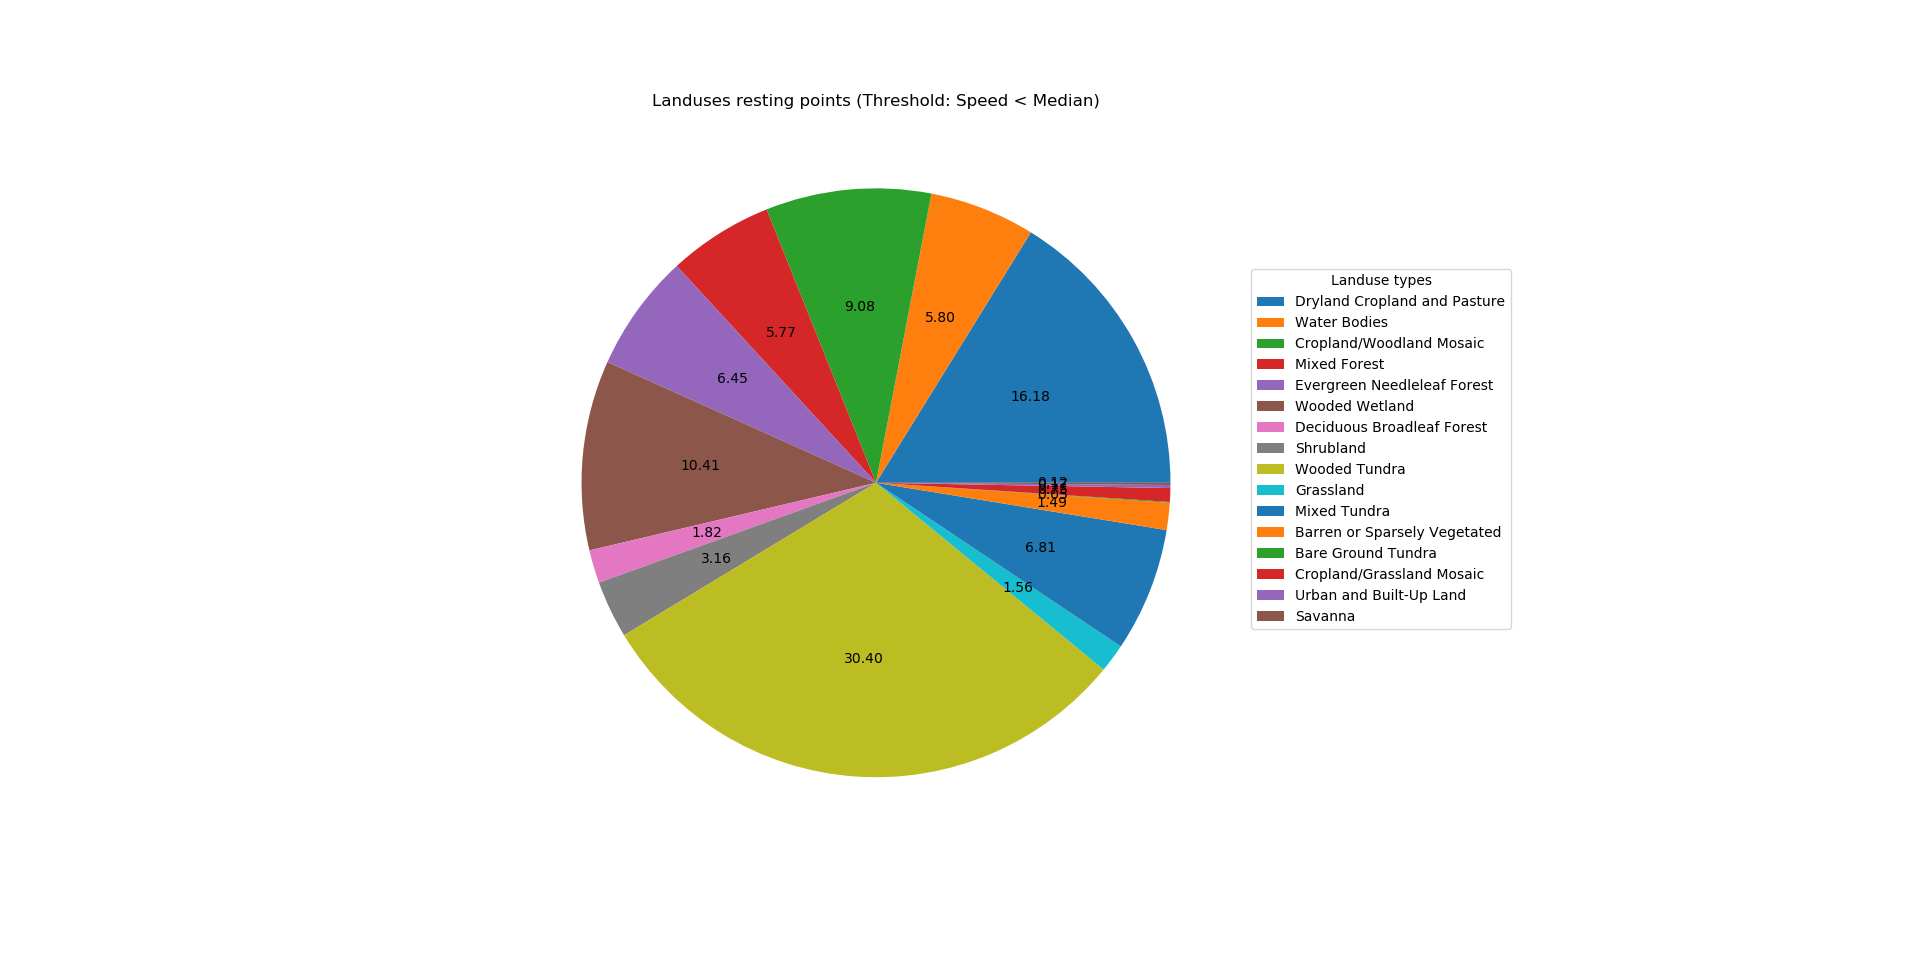 Landuses resting points (Threshold: Speed < Median)
9.08
5.80
5.77
6.45
16.18
10.41
1.49
1.82
6.81
3.16
1.56
30.40
Landuse types
Dryland Cropland and Pasture
Water Bodies
Cropland/Woodland Mosaic
Mixed Forest
Evergreen Needleleaf Forest
Wooded Wetland
Deciduous Broadleaf Forest
Shrubland
Wooded Tundra
Grassland
Mixed Tundra
Barren or Sparsely Vegetated
Bare Ground Tundra
Cropland/Grassland Mosaic
Urban and Built-Up Land
Savanna